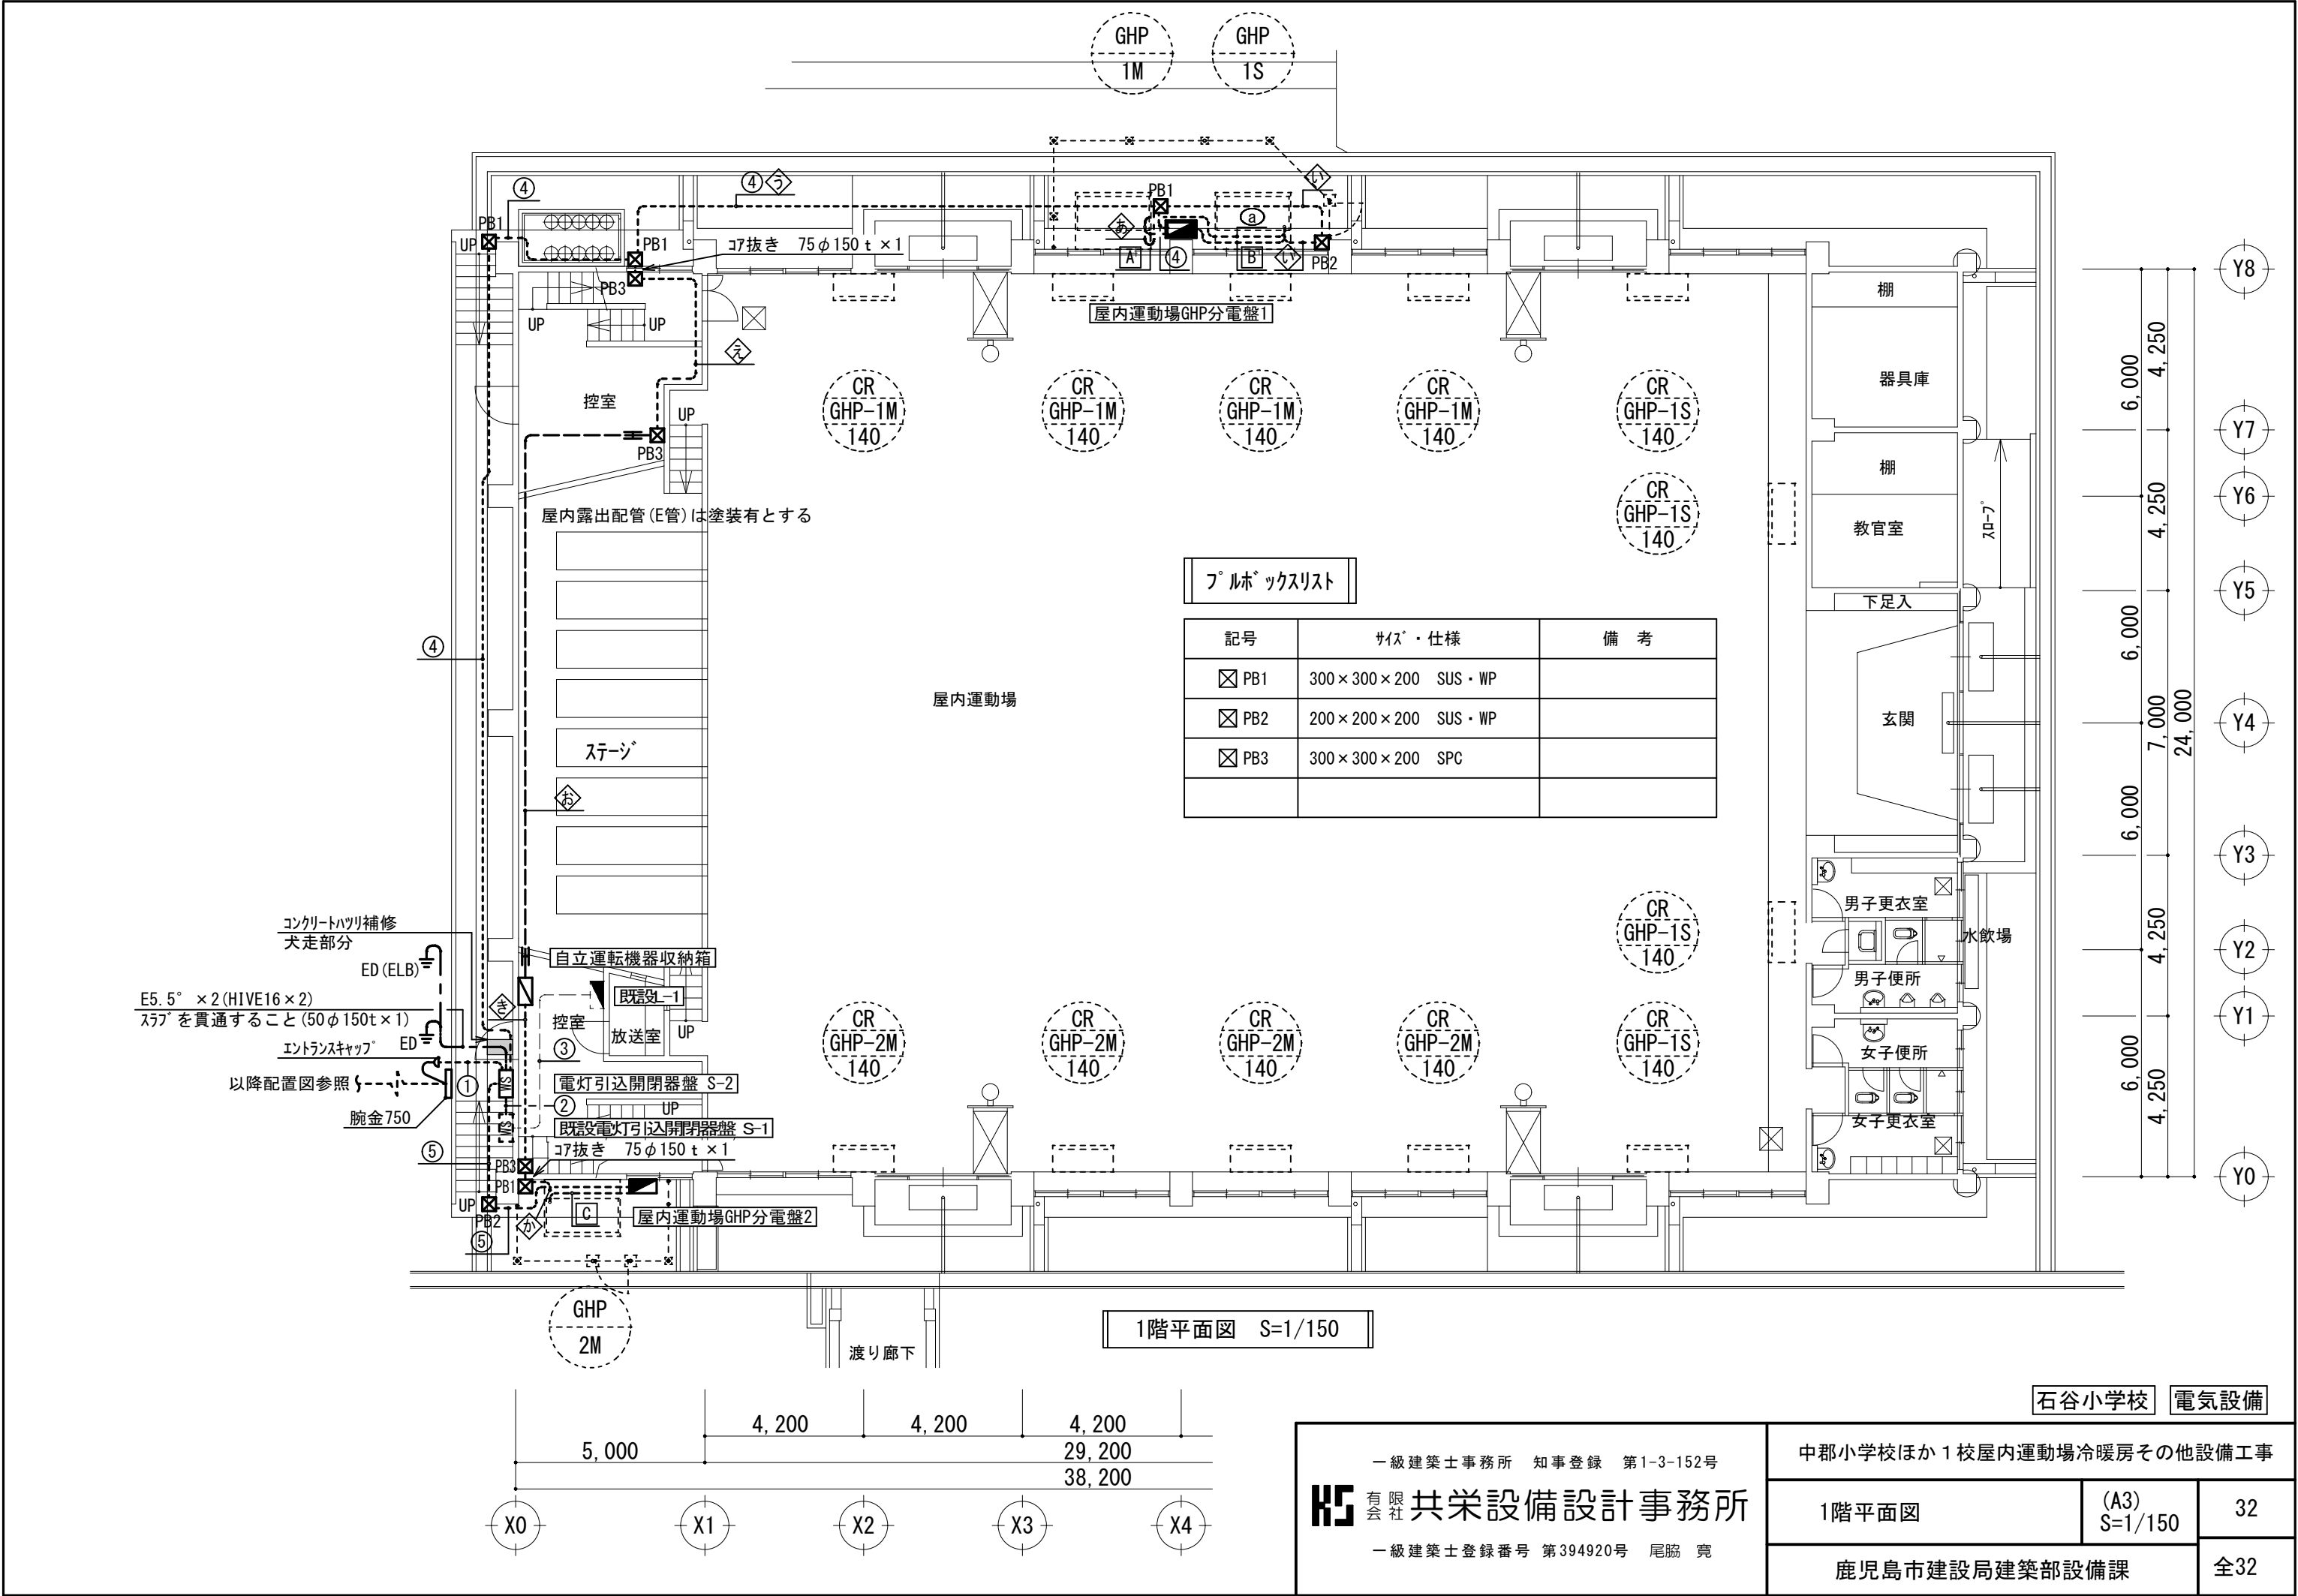 GHP
1M
GHP
1S
④
④ う
い
PB1
PB1
UP
PB1
コア抜き 75φ150ｔ×1
あ
ⓐ
A
④
B
い
PB2
PB3
UP
UP
え
屋内運動場GHP分電盤1
控室
UP
PB3
CR
GHP-1M
140
CR
GHP-1M
140
CR
GHP-1M
140
CR
GHP-1M
140
CR
GHP-1S
140
CR
GHP-1S
140
屋内露出配管(E管)は塗装有とする
④
屋内運動場
ステージ
お
プルボックスリスト
記号 サイズ・仕様 備 考
PB1 300×300×200 SUS・WP
PB2 200×200×200 SUS・WP
PB3 300×300×200 SPC
棚
器具庫
棚
教官室
スロープ
下足入
玄関
男子更衣室
水飲場
男子便所
女子便所
女子更衣室
6,000
4,250
4,250
6,000
7,000
24,000
6,000
4,250
6,000
4,250
Y8
Y7
Y6
Y5
Y4
Y3
Y2
Y1
Y0
コンクリートハツリ補修
犬走部分
ED(ELB)
E5.5° ×2(HIVE16×2)
スラブを貫通すること(50φ150t×1)
エントランスキャップ
ED
以降配置図参照
腕金750
①
き
自立運転機器収納箱
既設L-1
控室
放送室
UP
③
WS
電灯引込開閉器盤 S-2
②
UP
WS
既設電灯引込開閉器盤 S-1
コア抜き 75φ150ｔ×1
⑤
PB3
PB1
UP
PB2
か
C
屋内運動場GHP分電盤2
⑤
CR
GHP-1S
140
CR
GHP-2M
140
CR
GHP-2M
140
CR
GHP-2M
140
CR
GHP-2M
140
CR
GHP-1S
140
GHP
2M
渡り廊下
1階平面図 S=1/150
4,200
4,200
4,200
5,000
29,200
38,200
X0
X1
X2
X3
X4
石谷小学校 電気設備
一級建築士事務所 知事登録 第1-3-152号
KS 有限会社 共栄設備設計事務所
一級建築士登録番号 第394920号 尾脇 寛
中郡小学校ほか１校屋内運動場冷暖房その他設備工事
1階平面図
(A3)
S=1/150
32
鹿児島市建設局建築部設備課
全32